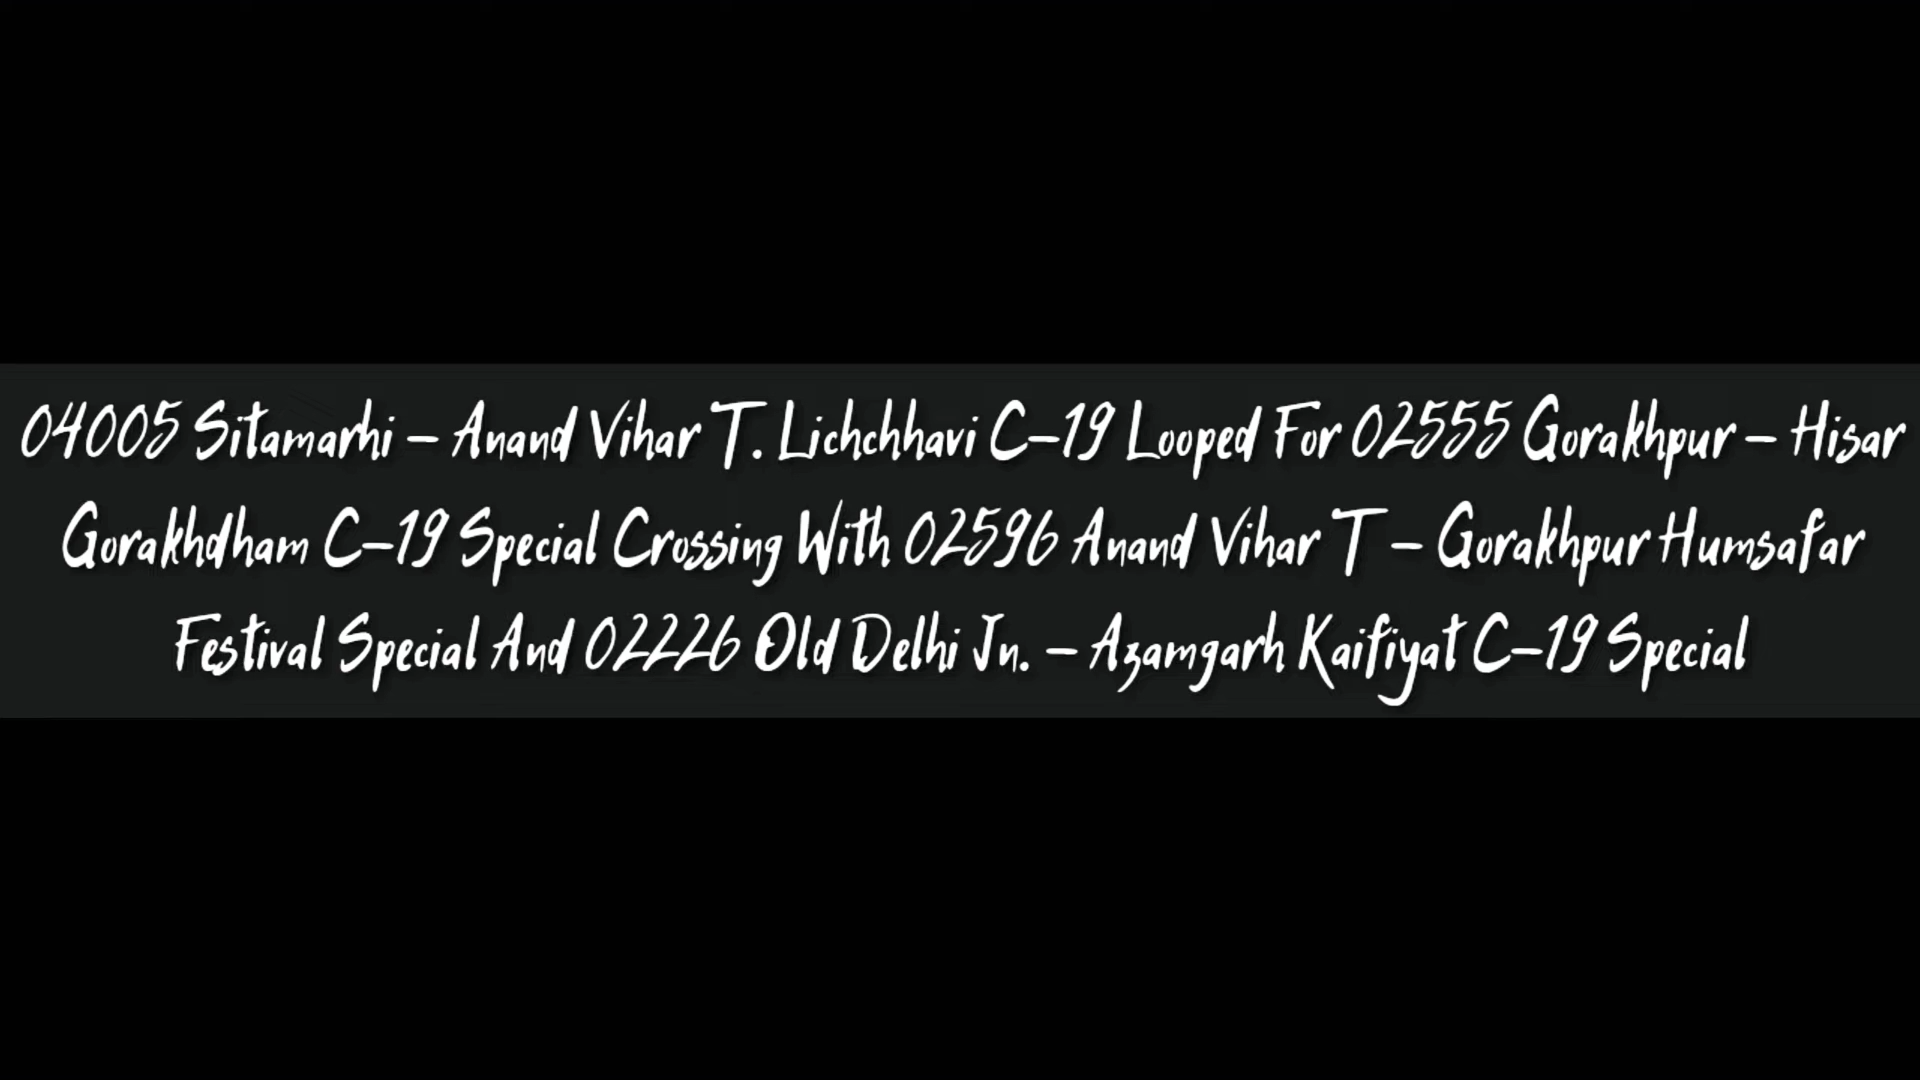 04005 Sitamarhi - Anand Vihar T. Lichchhavi C-19 Looped For 02555 Gorakhpur - Hisar
Gorakhdham C-19 Special Crossing With 02596 Anand Vihar T - Gorakhpur Humsafar
Festival Special And 02226 Old Delhi Jn. - Azamgarh Kaifiyat C-19 Special